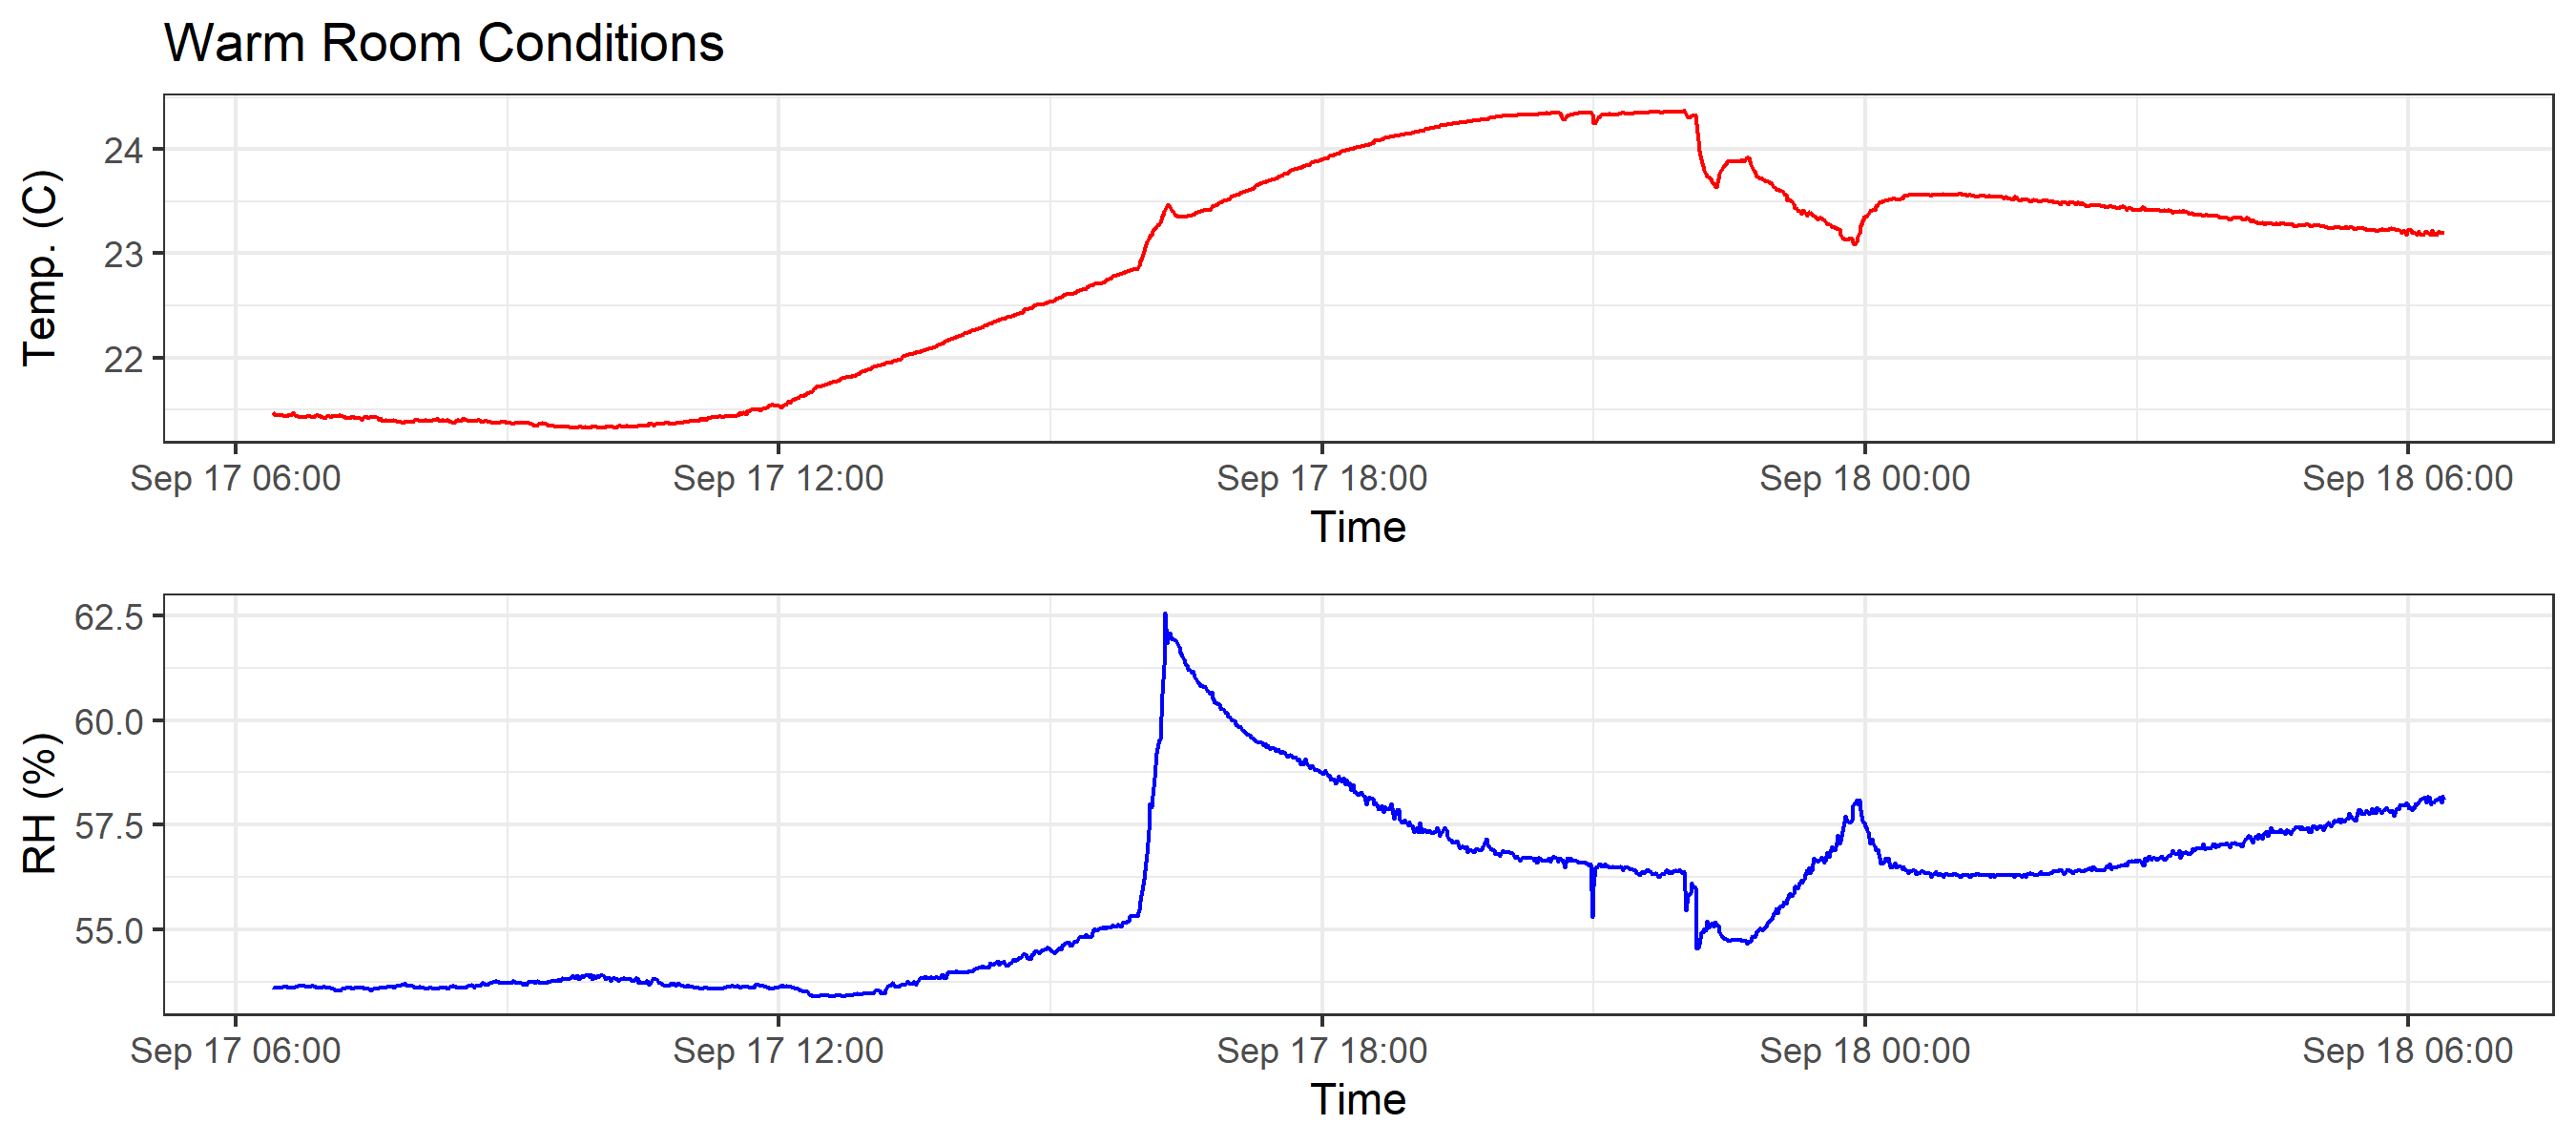 Warm Room Conditions
Temp. (C)
24
23
22
Sep 17 06:00 Sep 17 12:00 Sep 17 18:00 Sep 18 00:00 Sep 18 06:00
Time
RH (%)
62.5
60.0
57.5
55.0
Sep 17 06:00 Sep 17 12:00 Sep 17 18:00 Sep 18 00:00 Sep 18 06:00
Time